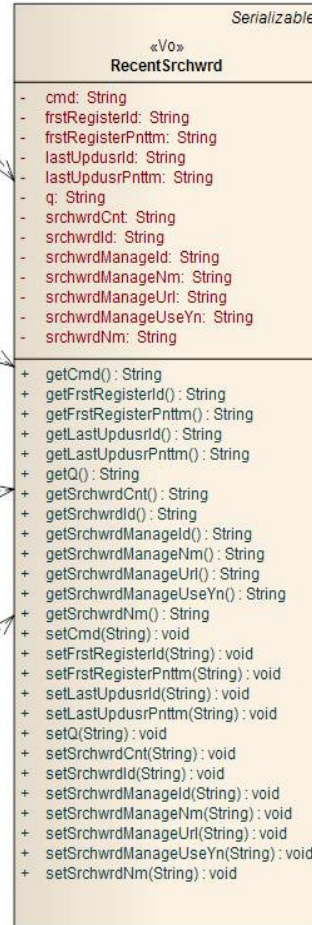 Serializable
«Vo»
RecentSrchwrd
- cmd: String
- frstRegisterId: String
- frstRegisterPnttm: String
- lastUpdusrId: String
- lastUpdusrPnttm: String
- q: String
- srchwrdCnt: String
- srchwrdId: String
- srchwrdManageId: String
- srchwrdManageNm: String
- srchwrdManageUrl: String
- srchwrdManageUseYn: String
- srchwrdNm: String
+ getCmd() : String
+ getFrstRegisterId() : String
+ getFrstRegisterPnttm() : String
+ getLastUpdusrId() : String
+ getLastUpdusrPnttm() : String
+ getQ() : String
+ getSrchwrdCnt() : String
+ getSrchwrdId() : String
+ getSrchwrdManageId() : String
+ getSrchwrdManageNm() : String
+ getSrchwrdManageUrl() : String
+ getSrchwrdManageUseYn() : String
+ getSrchwrdNm() : String
+ setCmd(String) : void
+ setFrstRegisterId(String) : void
+ setFrstRegisterPnttm(String) : void
+ setLastUpdusrId(String) : void
+ setLastUpdusrPnttm(String) : void
+ setQ(String) : void
+ setSrchwrdCnt(String) : void
+ setSrchwrdId(String) : void
+ setSrchwrdManageId(String) : void
+ setSrchwrdManageNm(String) : void
+ setSrchwrdManageUrl(String) : void
+ setSrchwrdManageUseYn(String) : void
+ setSrchwrdNm(String) : void